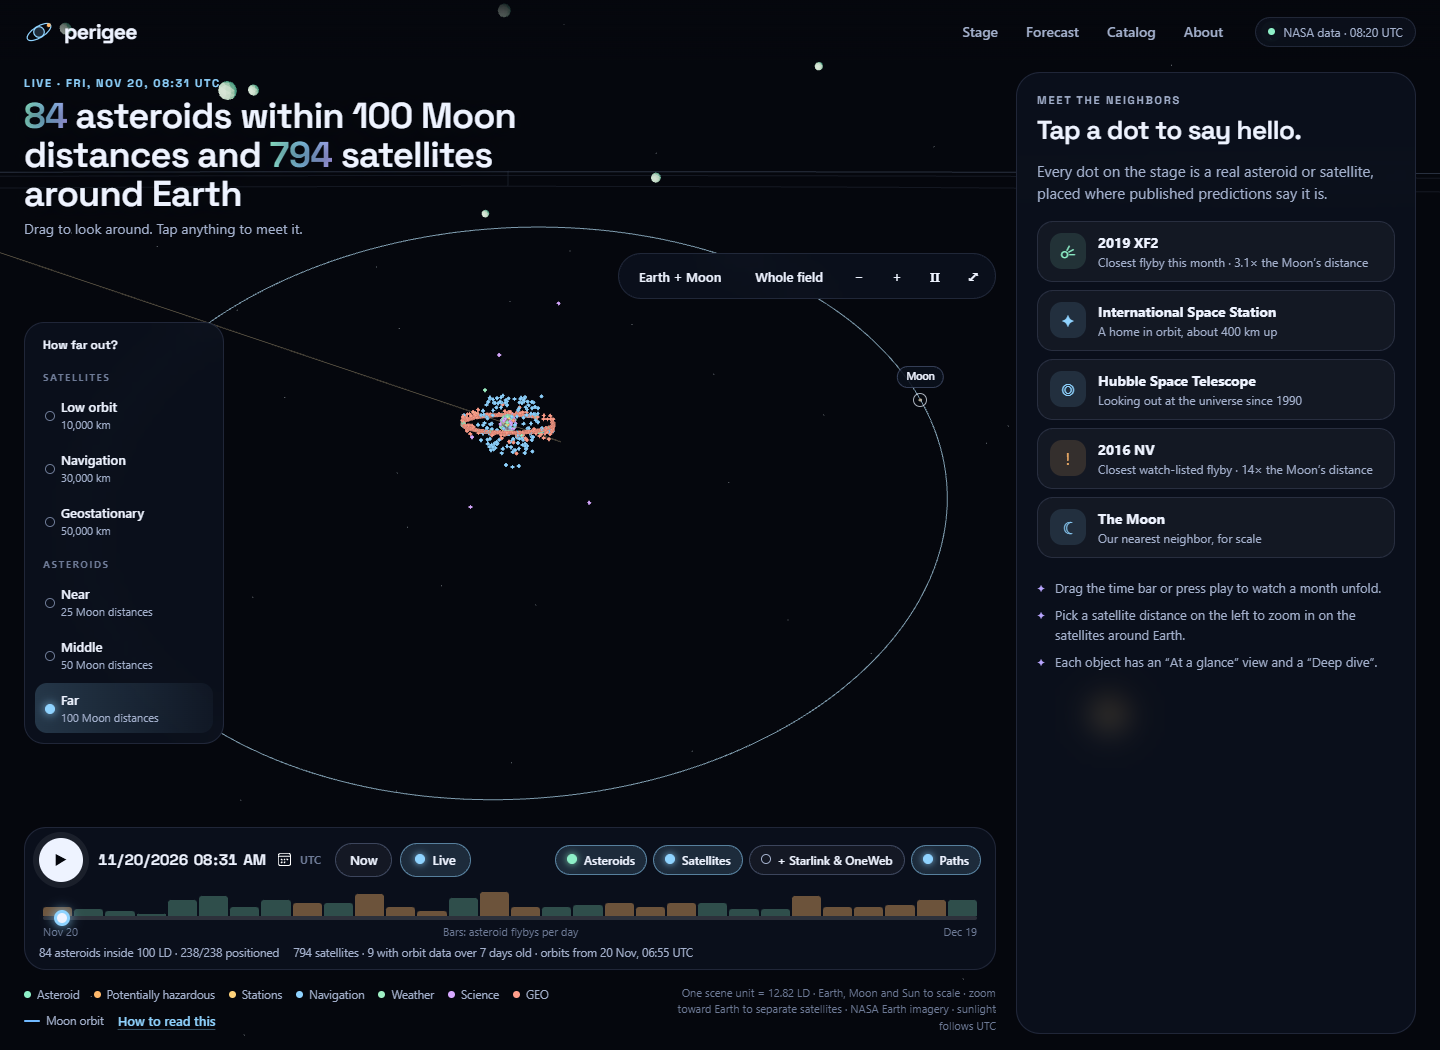 perigee
Stage
Forecast
Catalog
About
NASA data · 08:20 UTC
LIVE · FRI, NOV 20, 08:31 UTC
84 asteroids within 100 Moon
distances and 794 satellites
around Earth
Drag to look around. Tap anything to meet it.
Earth + Moon
Whole field
−
+
Moon
How far out?
SATELLITES
Low orbit
10,000 km
Navigation
30,000 km
Geostationary
50,000 km
ASTEROIDS
Near
25 Moon distances
Middle
50 Moon distances
Far
100 Moon distances
11/20/2026 08:31 AM
UTC
Now
Live
Asteroids
Satellites
+ Starlink & OneWeb
Paths
Nov 20
Bars: asteroid flybys per day
Dec 19
84 asteroids inside 100 LD · 238/238 positioned
794 satellites · 9 with orbit data over 7 days old · orbits from 20 Nov, 06:55 UTC
Asteroid
Potentially hazardous
Stations
Navigation
Weather
Science
GEO
Moon orbit
How to read this
One scene unit = 12.82 LD · Earth, Moon and Sun to scale · zoom
toward Earth to separate satellites · NASA Earth imagery · sunlight
follows UTC
MEET THE NEIGHBORS
Tap a dot to say hello.
Every dot on the stage is a real asteroid or satellite,
placed where published predictions say it is.
2019 XF2
Closest flyby this month · 3.1× the Moon's distance
International Space Station
A home in orbit, about 400 km up
Hubble Space Telescope
Looking out at the universe since 1990
!
2016 NV
Closest watch-listed flyby · 14× the Moon's distance
The Moon
Our nearest neighbor, for scale
Drag the time bar or press play to watch a month unfold.
Pick a satellite distance on the left to zoom in on the
satellites around Earth.
Each object has an “At a glance” view and a “Deep dive”.